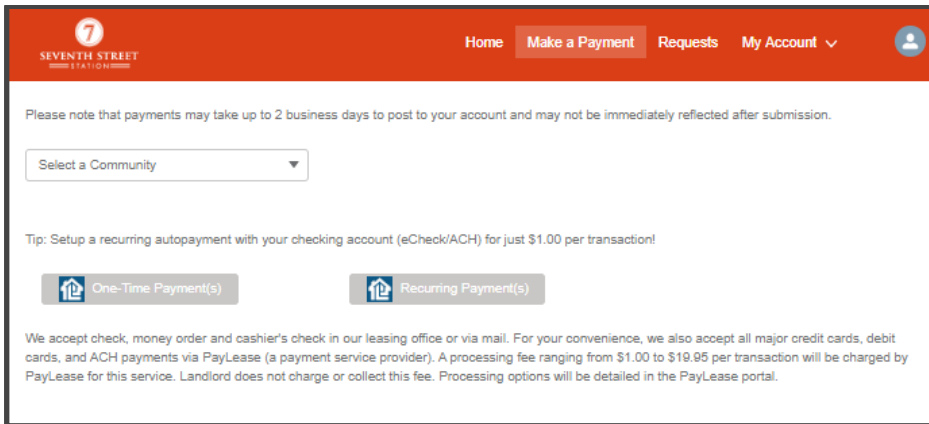 7
SEVENTH STREET
STATION
Home Make a Payment Requests My Account
Please note that payments may take up to 2 business days to post to your account and may not be immediately reflected after submission.
Select a Community
Tip: Setup a recurring autopayment with your checking account (eCheck/ACH) for just $1.00 per transaction!
One-Time Payment(s) Recurring Payment(s)
We accept check, money order and cashier's check in our leasing office or via mail. For your convenience, we also accept all major credit cards, debit
cards, and ACH payments via PayLease (a payment service provider). A processing fee ranging from $1.00 to $19.95 per transaction will be charged by
PayLease for this service. Landlord does not charge or collect this fee. Processing options will be detailed in the PayLease portal.